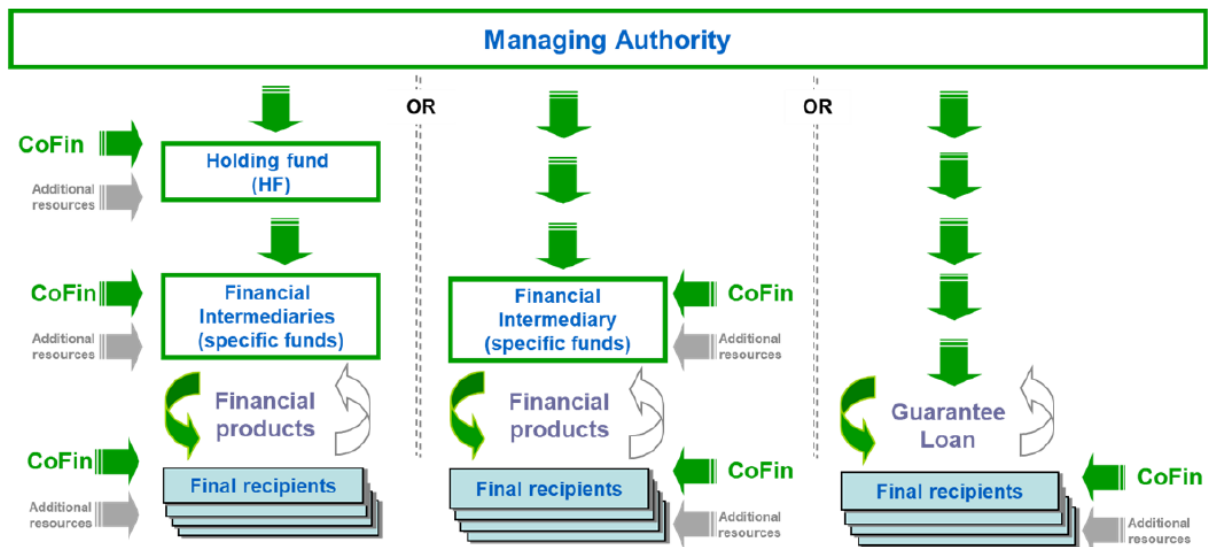 Managing Authority
OR
OR
CoFin
Holding fund
(HF)
Additional
resources
CoFin
Financial
Intermediaries
(specific funds)
Additional
resources
Financial
Intermediary
(specific funds)
CoFin
Additional
resources
Financial
products
Financial
products
Guarantee
Loan
CoFin
Final recipients
Additional
resources
Final recipients
CoFin
Additional
resources
Final recipients
CoFin
Additional
resources